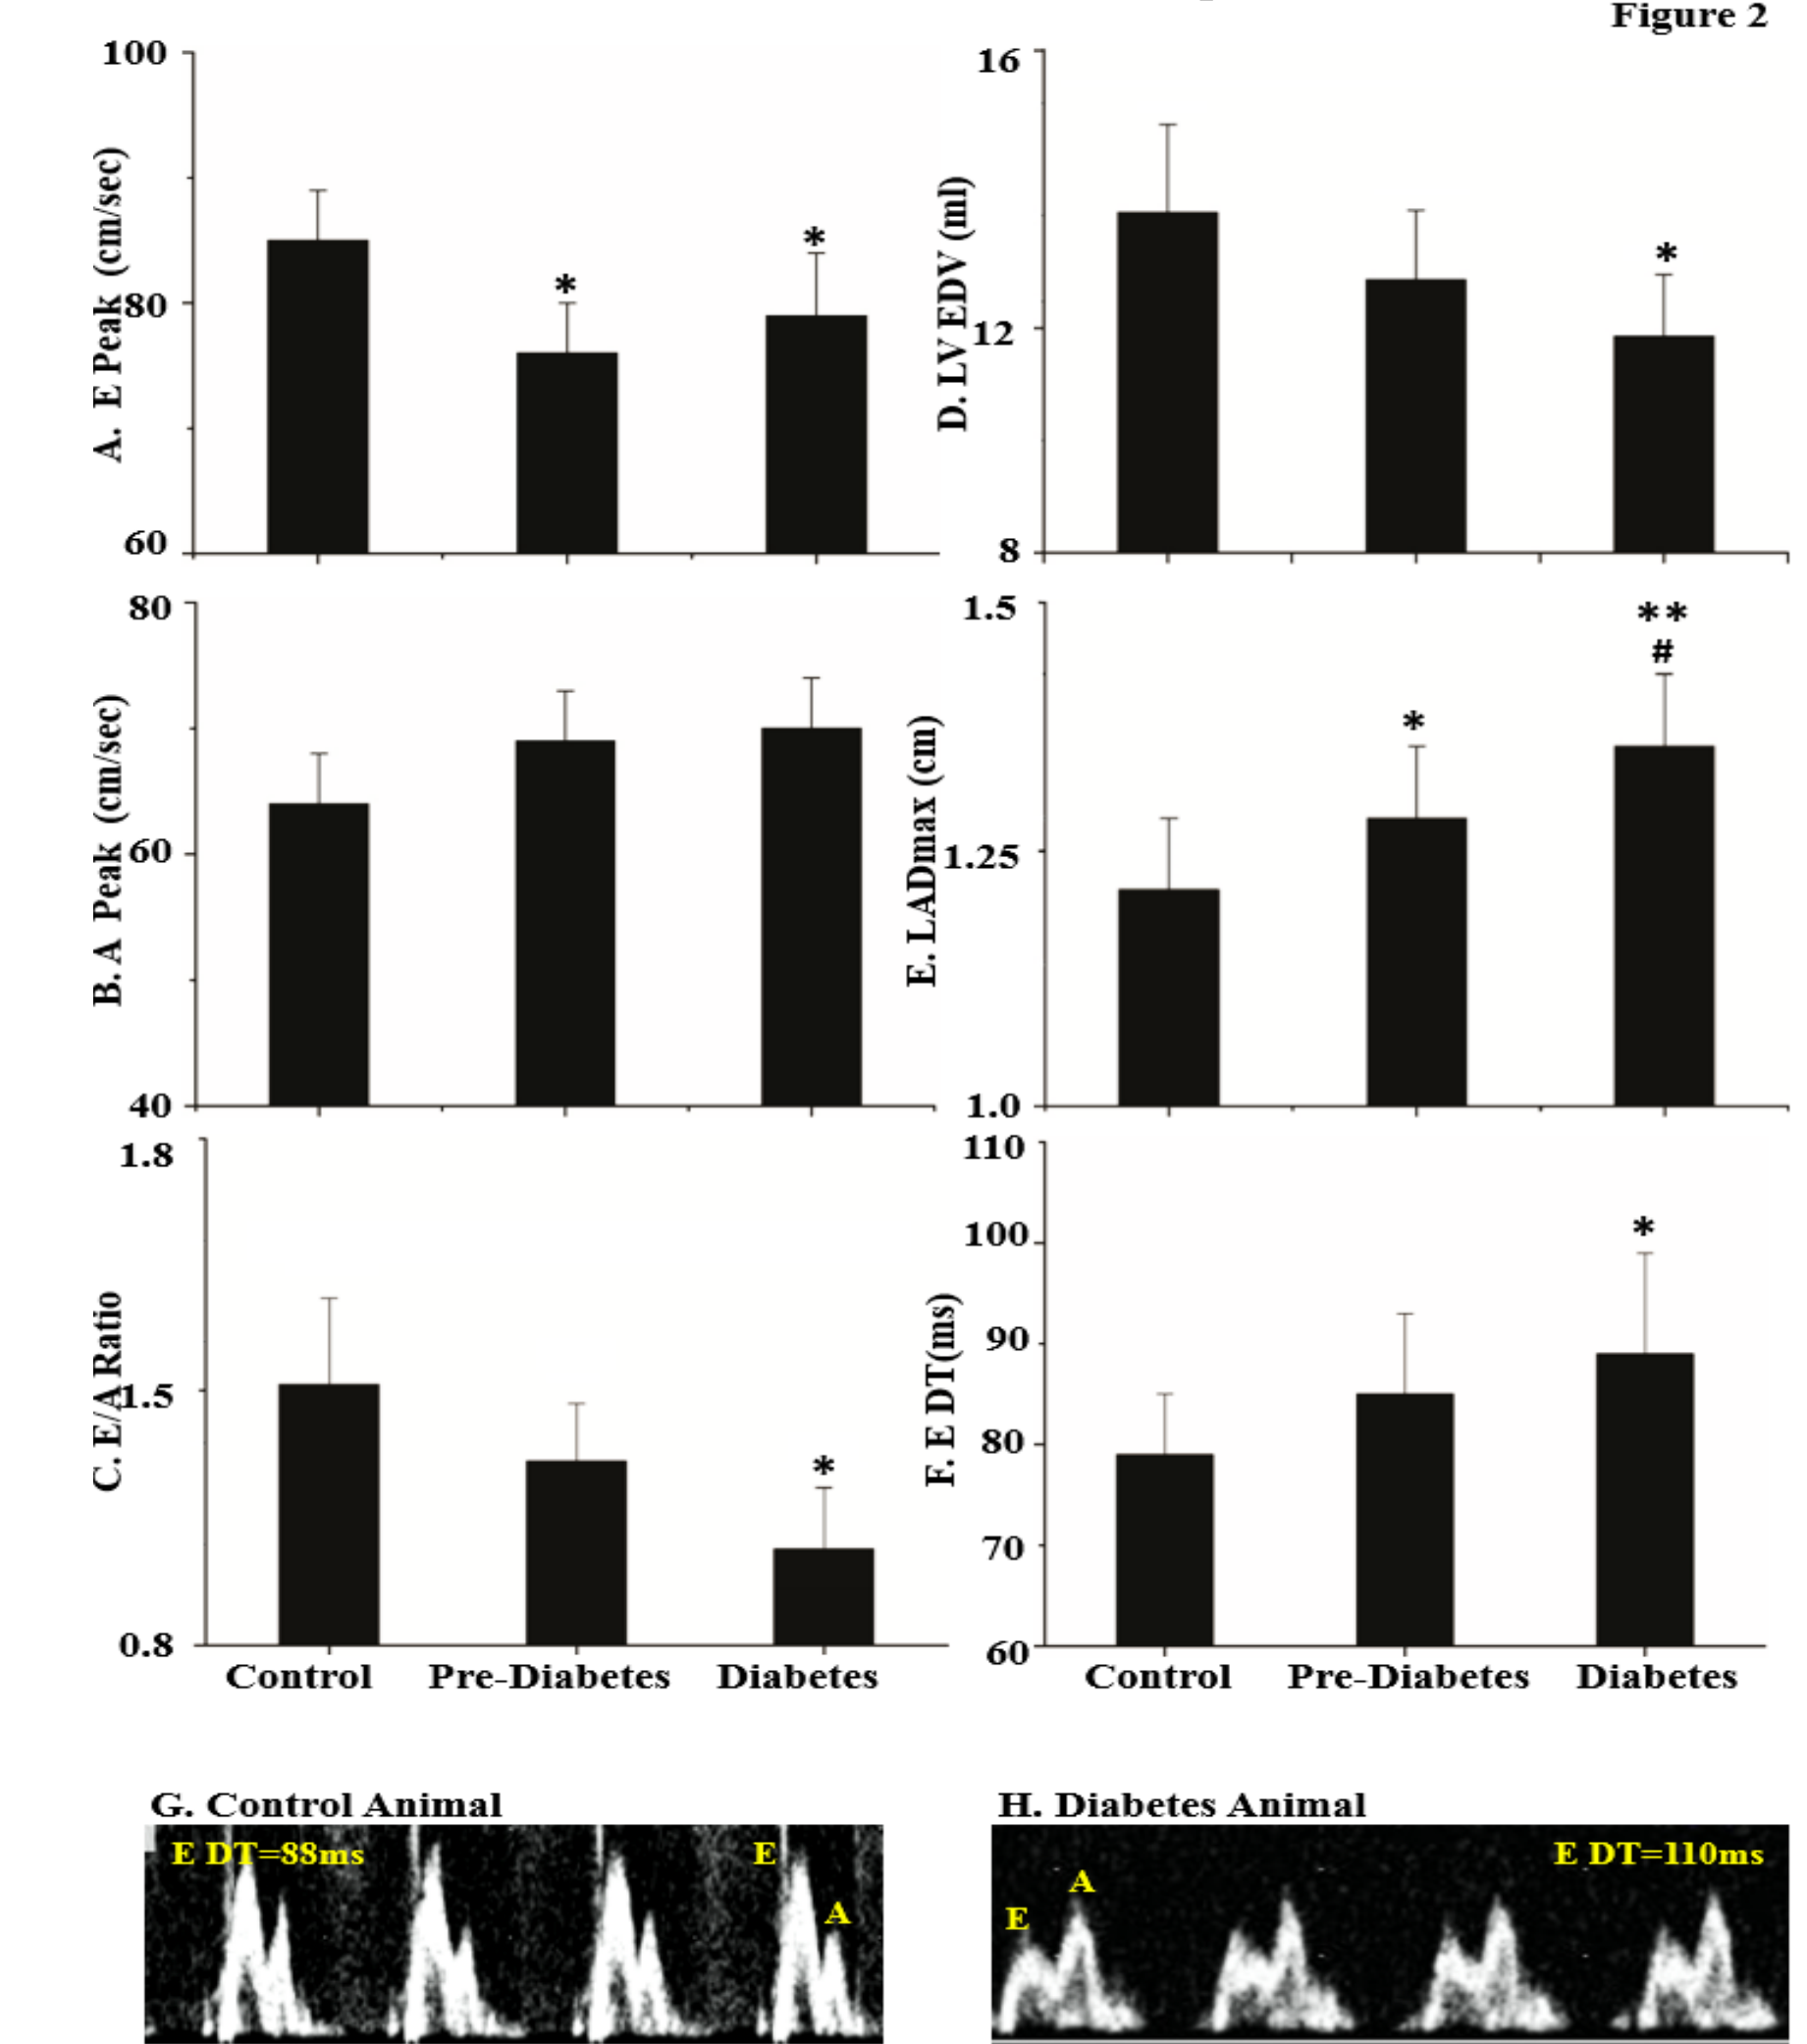 Figure 2
100
80
60
A. E Peak (cm/sec)
*
*
16
12
8
D. LV EDV (ml)
*
80
60
40
B. A Peak (cm/sec)
1.5
1.25
1.0
E. LADmax (cm)
*
**
#
1.8
1.5
0.8
C. E/A Ratio
*
Control Pre-Diabetes Diabetes
110
100
90
80
70
60
F. E DT(ms)
*
Control Pre-Diabetes Diabetes
G. Control Animal
E DT=88ms
E
A
H. Diabetes Animal
E DT=110ms
A
E